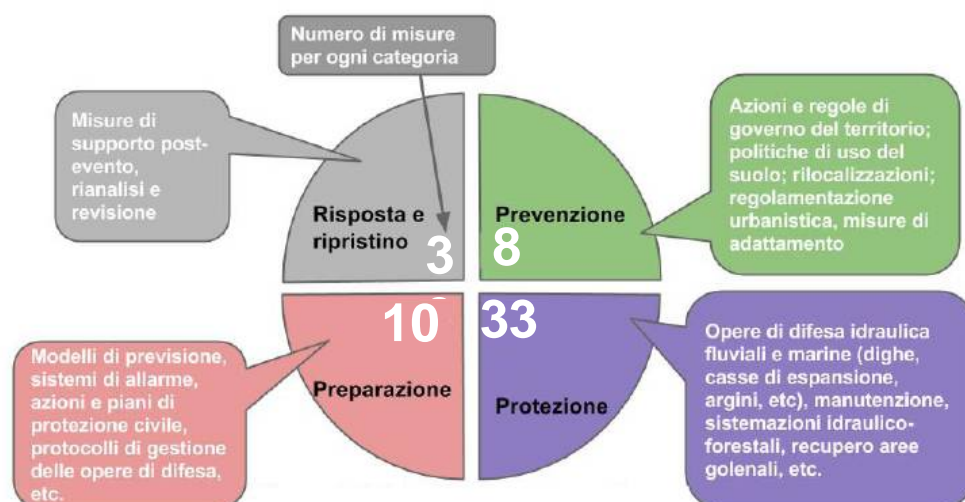 Numero di misure
per ogni categoria
Misure di
supporto post-
evento,
rianalisi e
revisione
Azioni e regole di
governo del territorio;
politiche di uso del
suolo; rilocalizzazioni;
regolamentazione
urbanistica, misure di
adattamento
Risposta e
ripristino
3
Prevenzione
8
10
Preparazione
33
Protezione
Modelli di previsione,
sistemi di allarme,
azioni e piani di
protezione civile,
protocolli di gestione
delle opere di difesa,
etc.
Opere di difesa idraulica
fluviali e marine (dighe,
casse di espansione,
argini, etc), manutenzione,
sistemazioni idraulico-
forestali, recupero aree
golenali, etc.